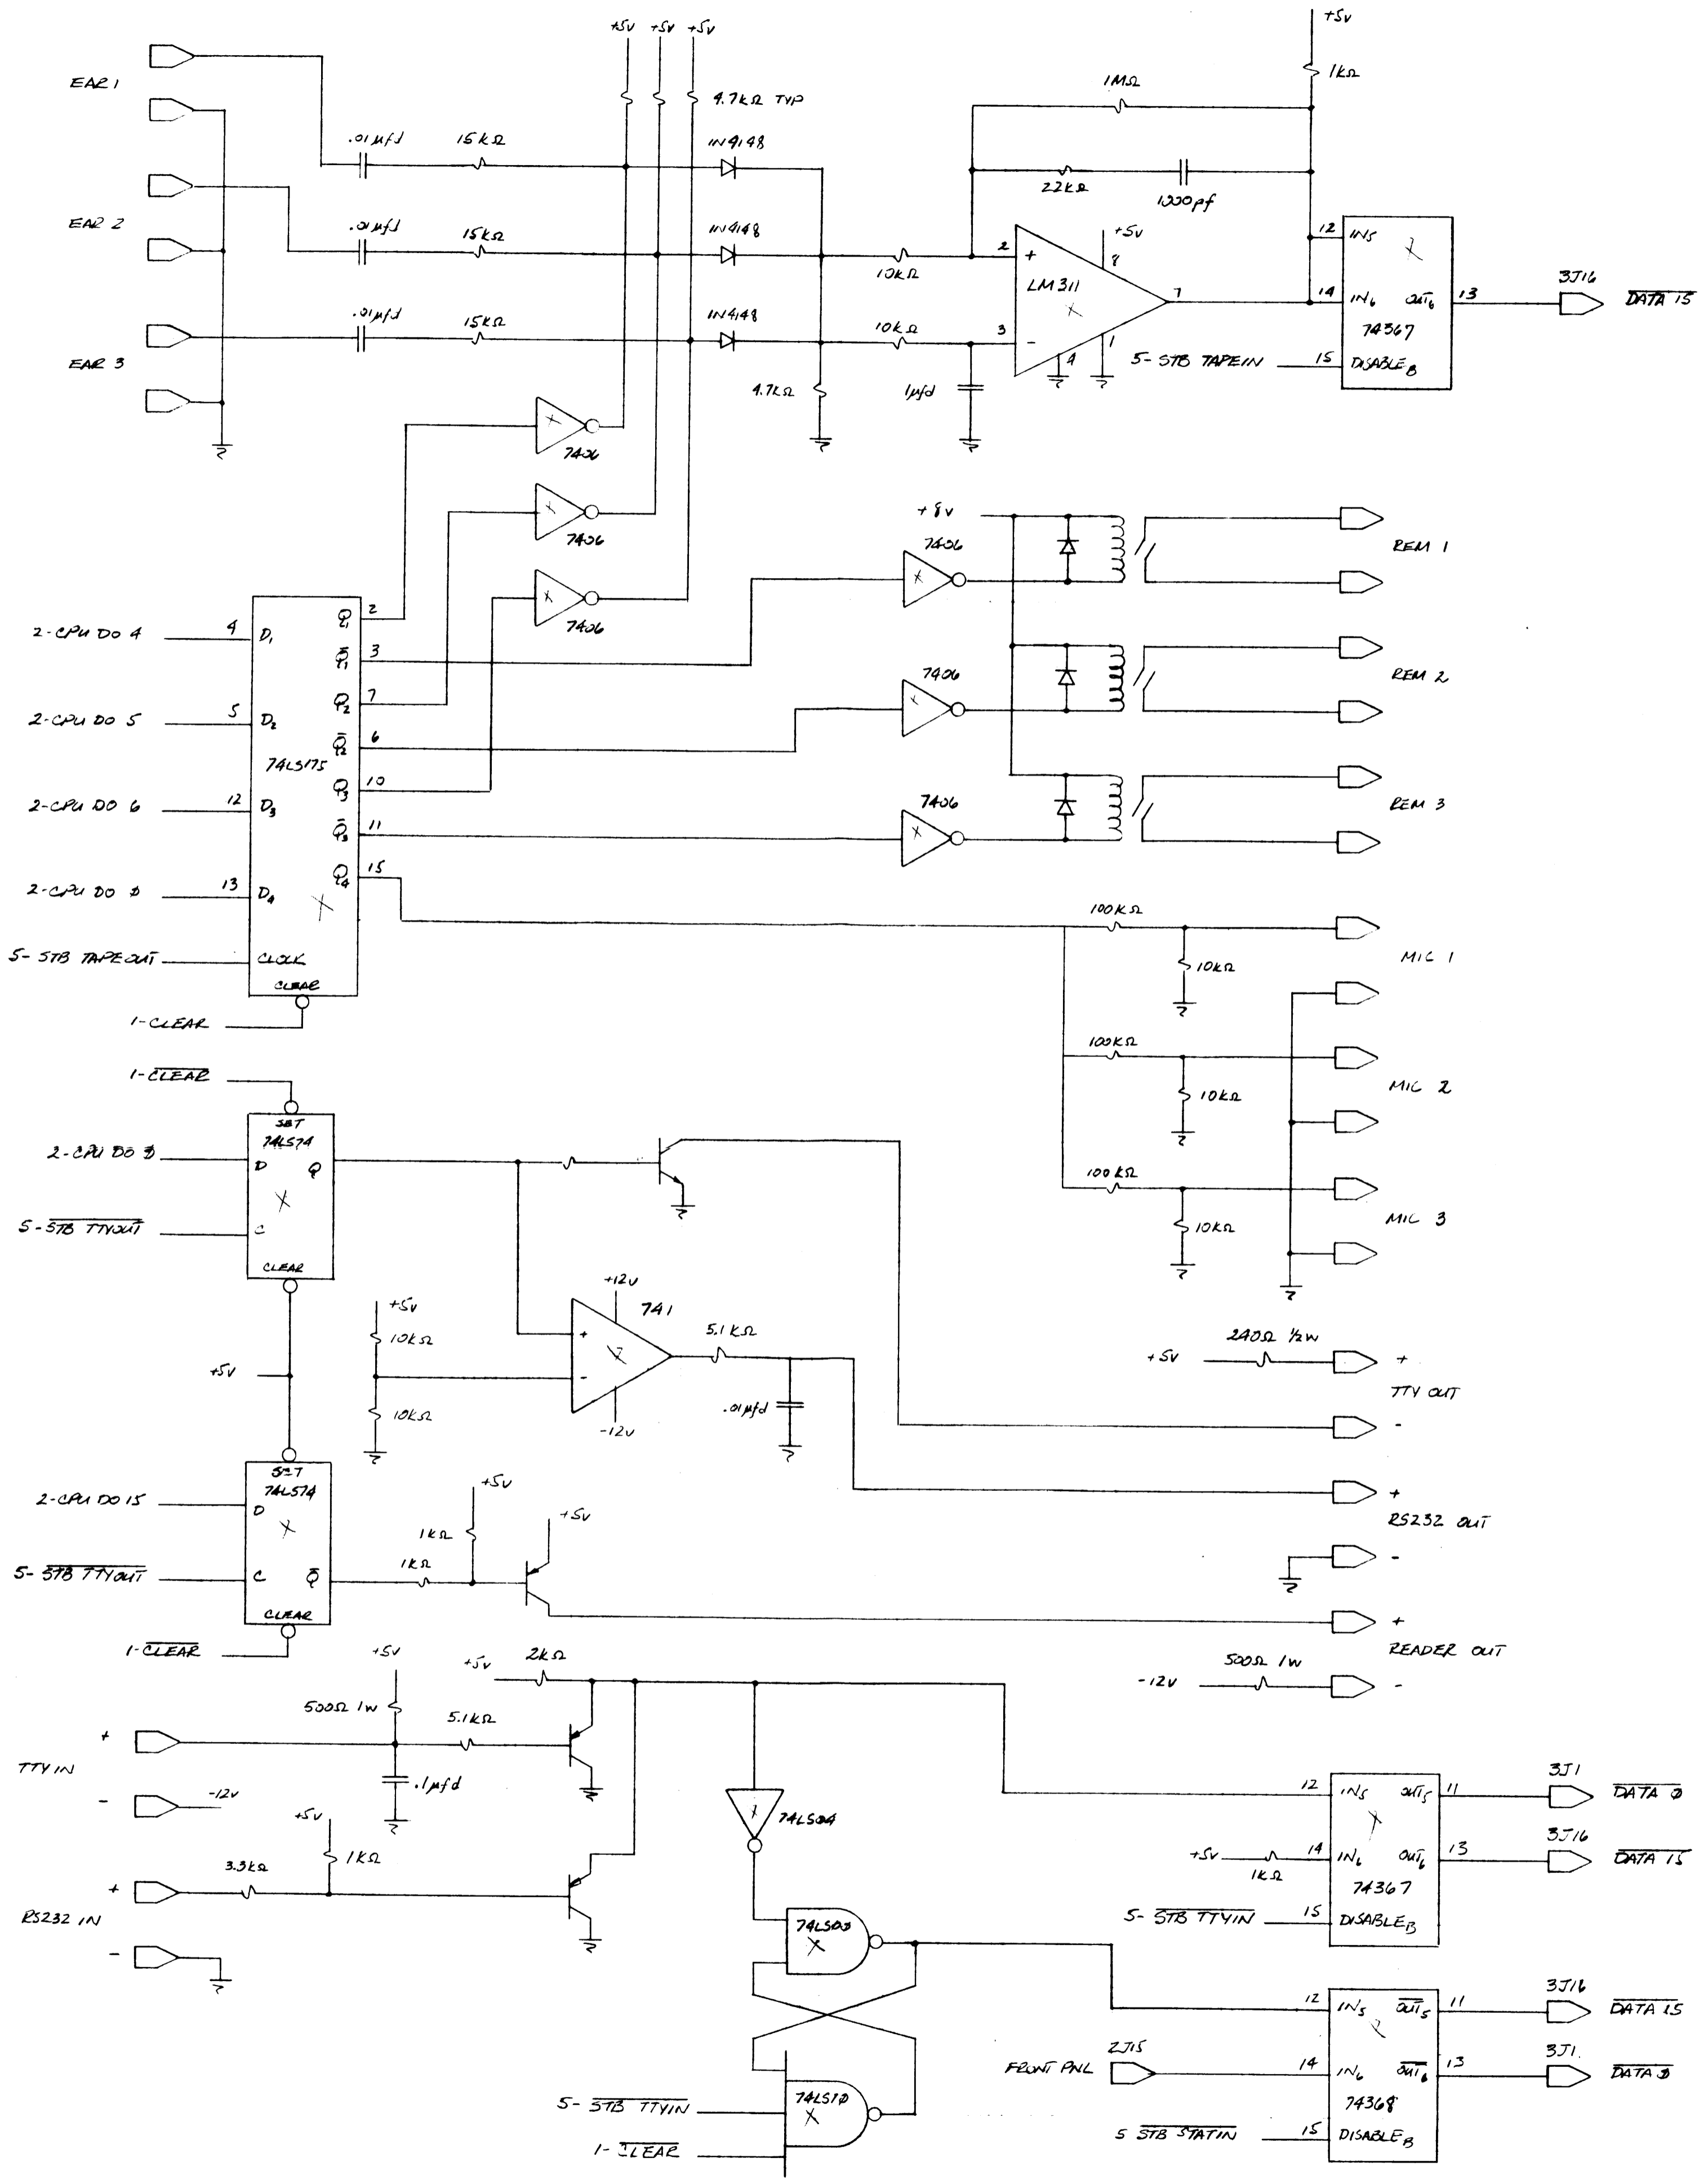 +5v +5v +5v
+5v
EAR 1
4.7kΩ TYP
1MΩ
1kΩ
.01μfd
15kΩ
1N4148
22kΩ
1000pf
EAR 2
.01μfd
15kΩ
1N4148
10kΩ
2
+
+5v
8
LM311
X
7
12 IN5
14 IN6 OUT6 13
74367
3J16
DATA 15
EAR 3
.01μfd
15kΩ
1N4148
10kΩ
3
-
4
1
5- STB TAPEIN
15 DISABLE B
4.7kΩ
1μfd
X
7406
X
7406
X
7406
+8v
7406
X
REM 1
7406
X
REM 2
7406
X
REM 3
2-CPU DO 4
4 D1
Q1 2
Q̄1 3
2-CPU DO 5
5 D2
Q2 7
Q̄2 6
74LS175
2-CPU DO 6
12 D3
Q3 10
Q̄3 11
2-CPU DO 0
13 D4
Q4 15
X
5- STB TAPEOUT
CLOCK
CLEAR
1-CLEAR
100kΩ
10kΩ
MIC 1
100kΩ
10kΩ
MIC 2
100kΩ
10kΩ
MIC 3
1-CLEAR
SET
74LS74
2-CPU DO 0
D Q
X
5-STB TTYOUT
C
CLEAR
+5v
+5v
10kΩ
10kΩ
+12v
741
+
-
-12v
5.1kΩ
.01μfd
+5v
240Ω 1/2W
+
TTY OUT
-
SET
74LS74
2-CPU DO 15
D
X
5- STB TTYOUT
C Q̄
CLEAR
1-CLEAR
1kΩ
1kΩ
+5v
+5v
+
RS232 OUT
-
+
READER OUT
-
-12v
500Ω 1W
+5v
500Ω 1W
+5v
2kΩ
5.1kΩ
+
TTY IN
-
-12v
.1μfd
+5v
1kΩ
3.3kΩ
+
RS232 IN
-
X
74LS04
12 IN5 OUT5 11
3J1
DATA 0
+5v
1kΩ
14 IN6 OUT6 13
3J16
DATA 15
74367
5- STB TTYIN
15 DISABLE B
74LS00
X
12 IN5 OUT5 11
3J16
DATA 15
FRONT PNL
2J15
14 IN6 OUT6 13
3J1
DATA 0
74368
5 STB STATIN
15 DISABLE B
74LS10
X
5- STB TTYIN
1- CLEAR